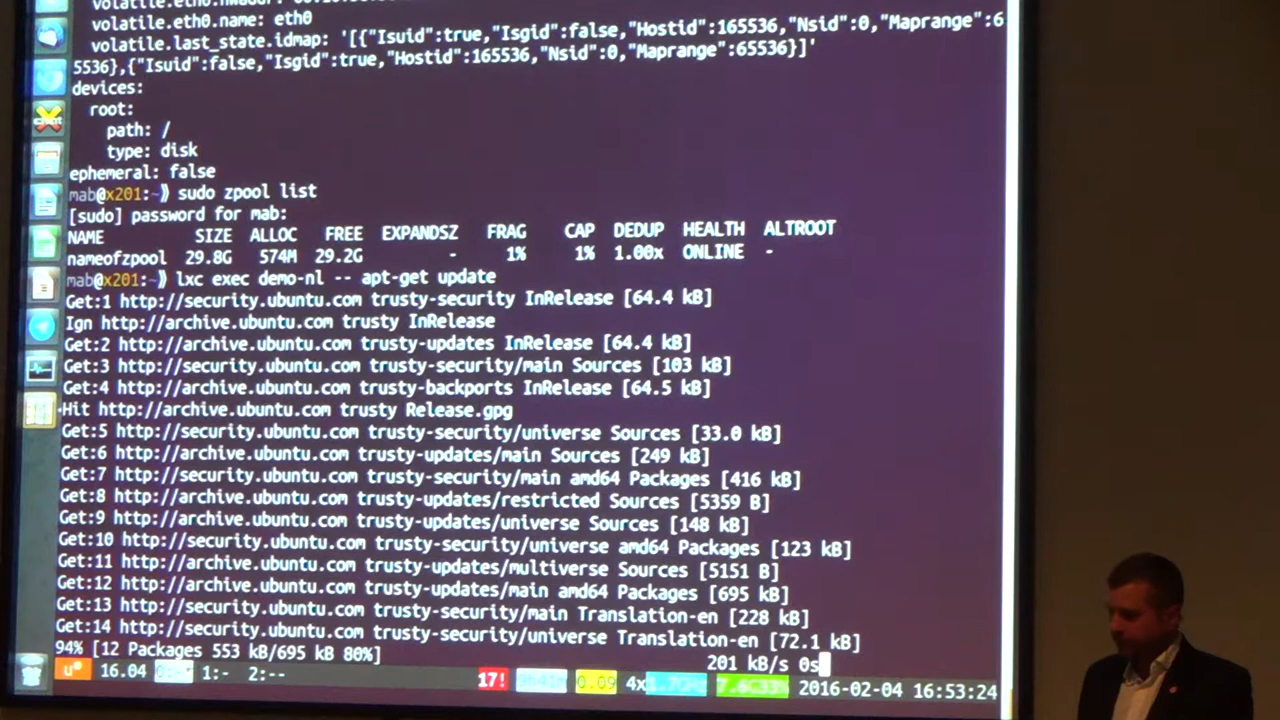 volatile.eth0.name: eth0
volatile.last_state.idmap: '[{"Isuid":true,"Isgid":false,"Hostid":165536,"Nsid":0,"Maprange":6
5536},{"Isuid":false,"Isgid":true,"Hostid":165536,"Nsid":0,"Maprange":65536}]'
devices:
root:
path: /
type: disk
ephemeral: false
mab@x201:~⟫ sudo zpool list
[sudo] password for mab:
NAME SIZE ALLOC FREE EXPANDSZ FRAG CAP DEDUP HEALTH ALTROOT
nameofzpool 29.8G 574M 29.2G - 1% 1% 1.00x ONLINE -
mab@x201:~⟫ lxc exec demo-nl -- apt-get update
Get:1 http://security.ubuntu.com trusty-security InRelease [64.4 kB]
Ign http://archive.ubuntu.com trusty InRelease
Get:2 http://archive.ubuntu.com trusty-updates InRelease [64.4 kB]
Get:3 http://security.ubuntu.com trusty-security/main Sources [103 kB]
Get:4 http://archive.ubuntu.com trusty-backports InRelease [64.5 kB]
Hit http://archive.ubuntu.com trusty Release.gpg
Get:5 http://security.ubuntu.com trusty-security/universe Sources [33.0 kB]
Get:6 http://archive.ubuntu.com trusty-updates/main Sources [249 kB]
Get:7 http://security.ubuntu.com trusty-security/main amd64 Packages [416 kB]
Get:8 http://archive.ubuntu.com trusty-updates/restricted Sources [5359 B]
Get:9 http://archive.ubuntu.com trusty-updates/universe Sources [148 kB]
Get:10 http://security.ubuntu.com trusty-security/universe amd64 Packages [123 kB]
Get:11 http://archive.ubuntu.com trusty-updates/multiverse Sources [5151 B]
Get:12 http://archive.ubuntu.com trusty-updates/main amd64 Packages [695 kB]
Get:13 http://security.ubuntu.com trusty-security/main Translation-en [228 kB]
Get:14 http://security.ubuntu.com trusty-security/universe Translation-en [72.1 kB]
94% [12 Packages 553 kB/695 kB 80%] 201 kB/s 0s
u 16.04 1:- 2:-- 17! 0.09 4x 2016-02-04 16:53:24